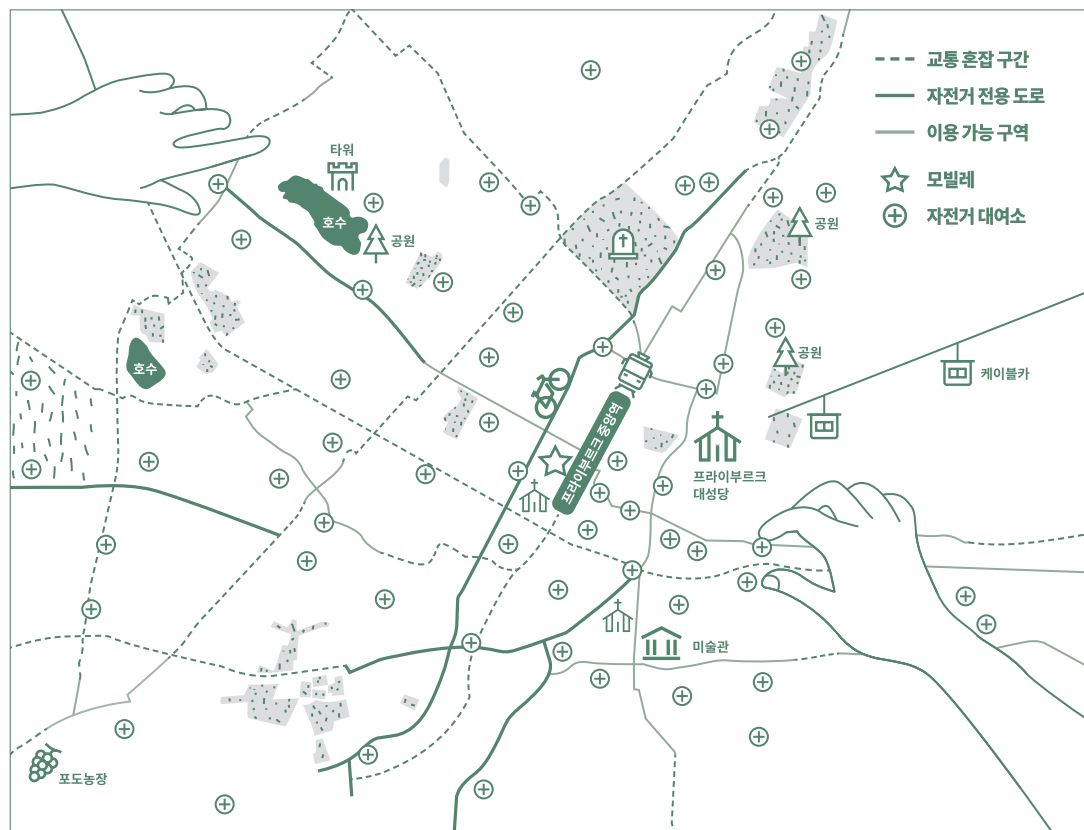 교통 혼잡 구간
자전거 전용 도로
이용 가능 구역
모빌레
자전거 대여소
타워
호수
공원
공원
공원
호수
케이블카
프라이부르크 중앙역
프라이부르크
대성당
미술관
포도농장